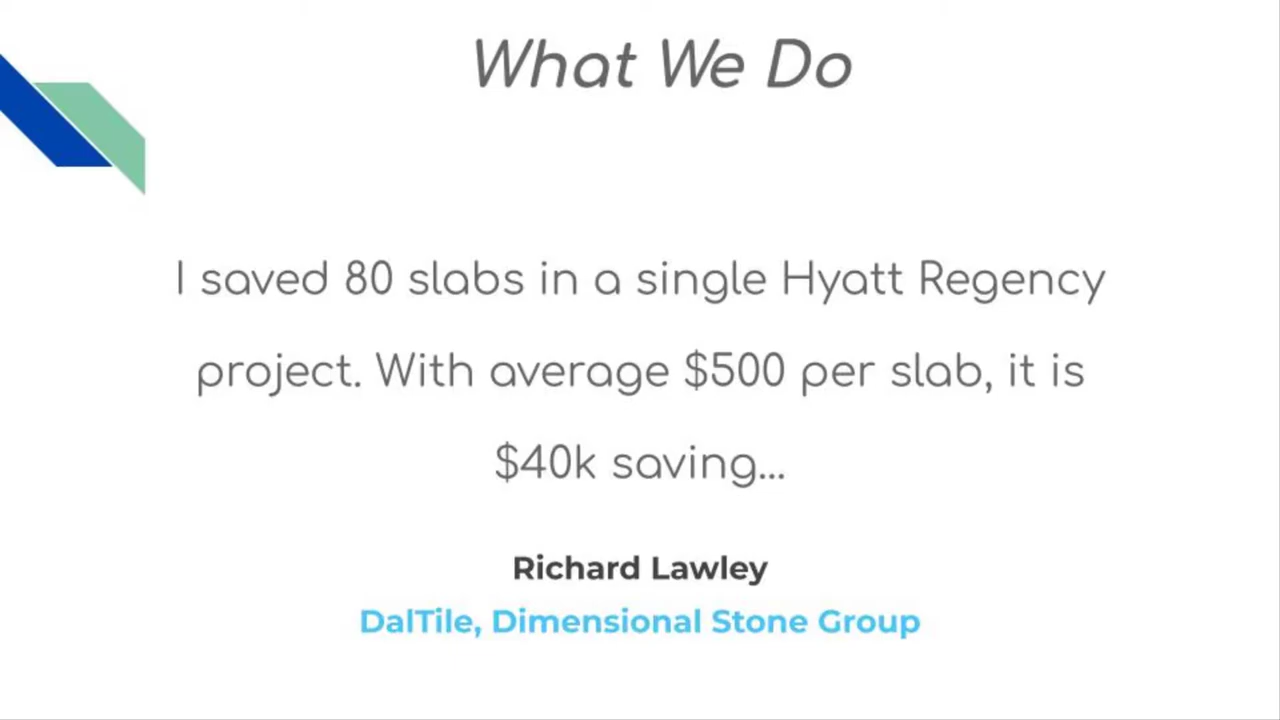 What We Do
I saved 80 slabs in a single Hyatt Regency
project. With average $500 per slab, it is
$40k saving...
Richard Lawley
DalTile, Dimensional Stone Group